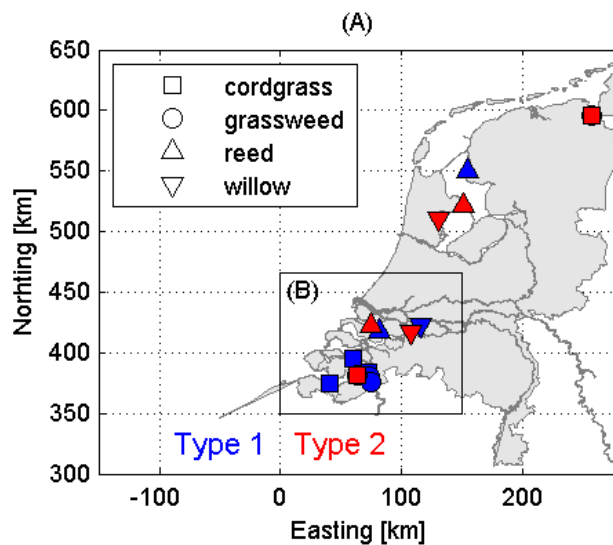 (A)
650
600
550
500
450
400
350
300
cordgrass
grassweed
reed
willow
(B)
Type 1 Type 2
-100 0 100 200
Easting [km]
Norhting [km]